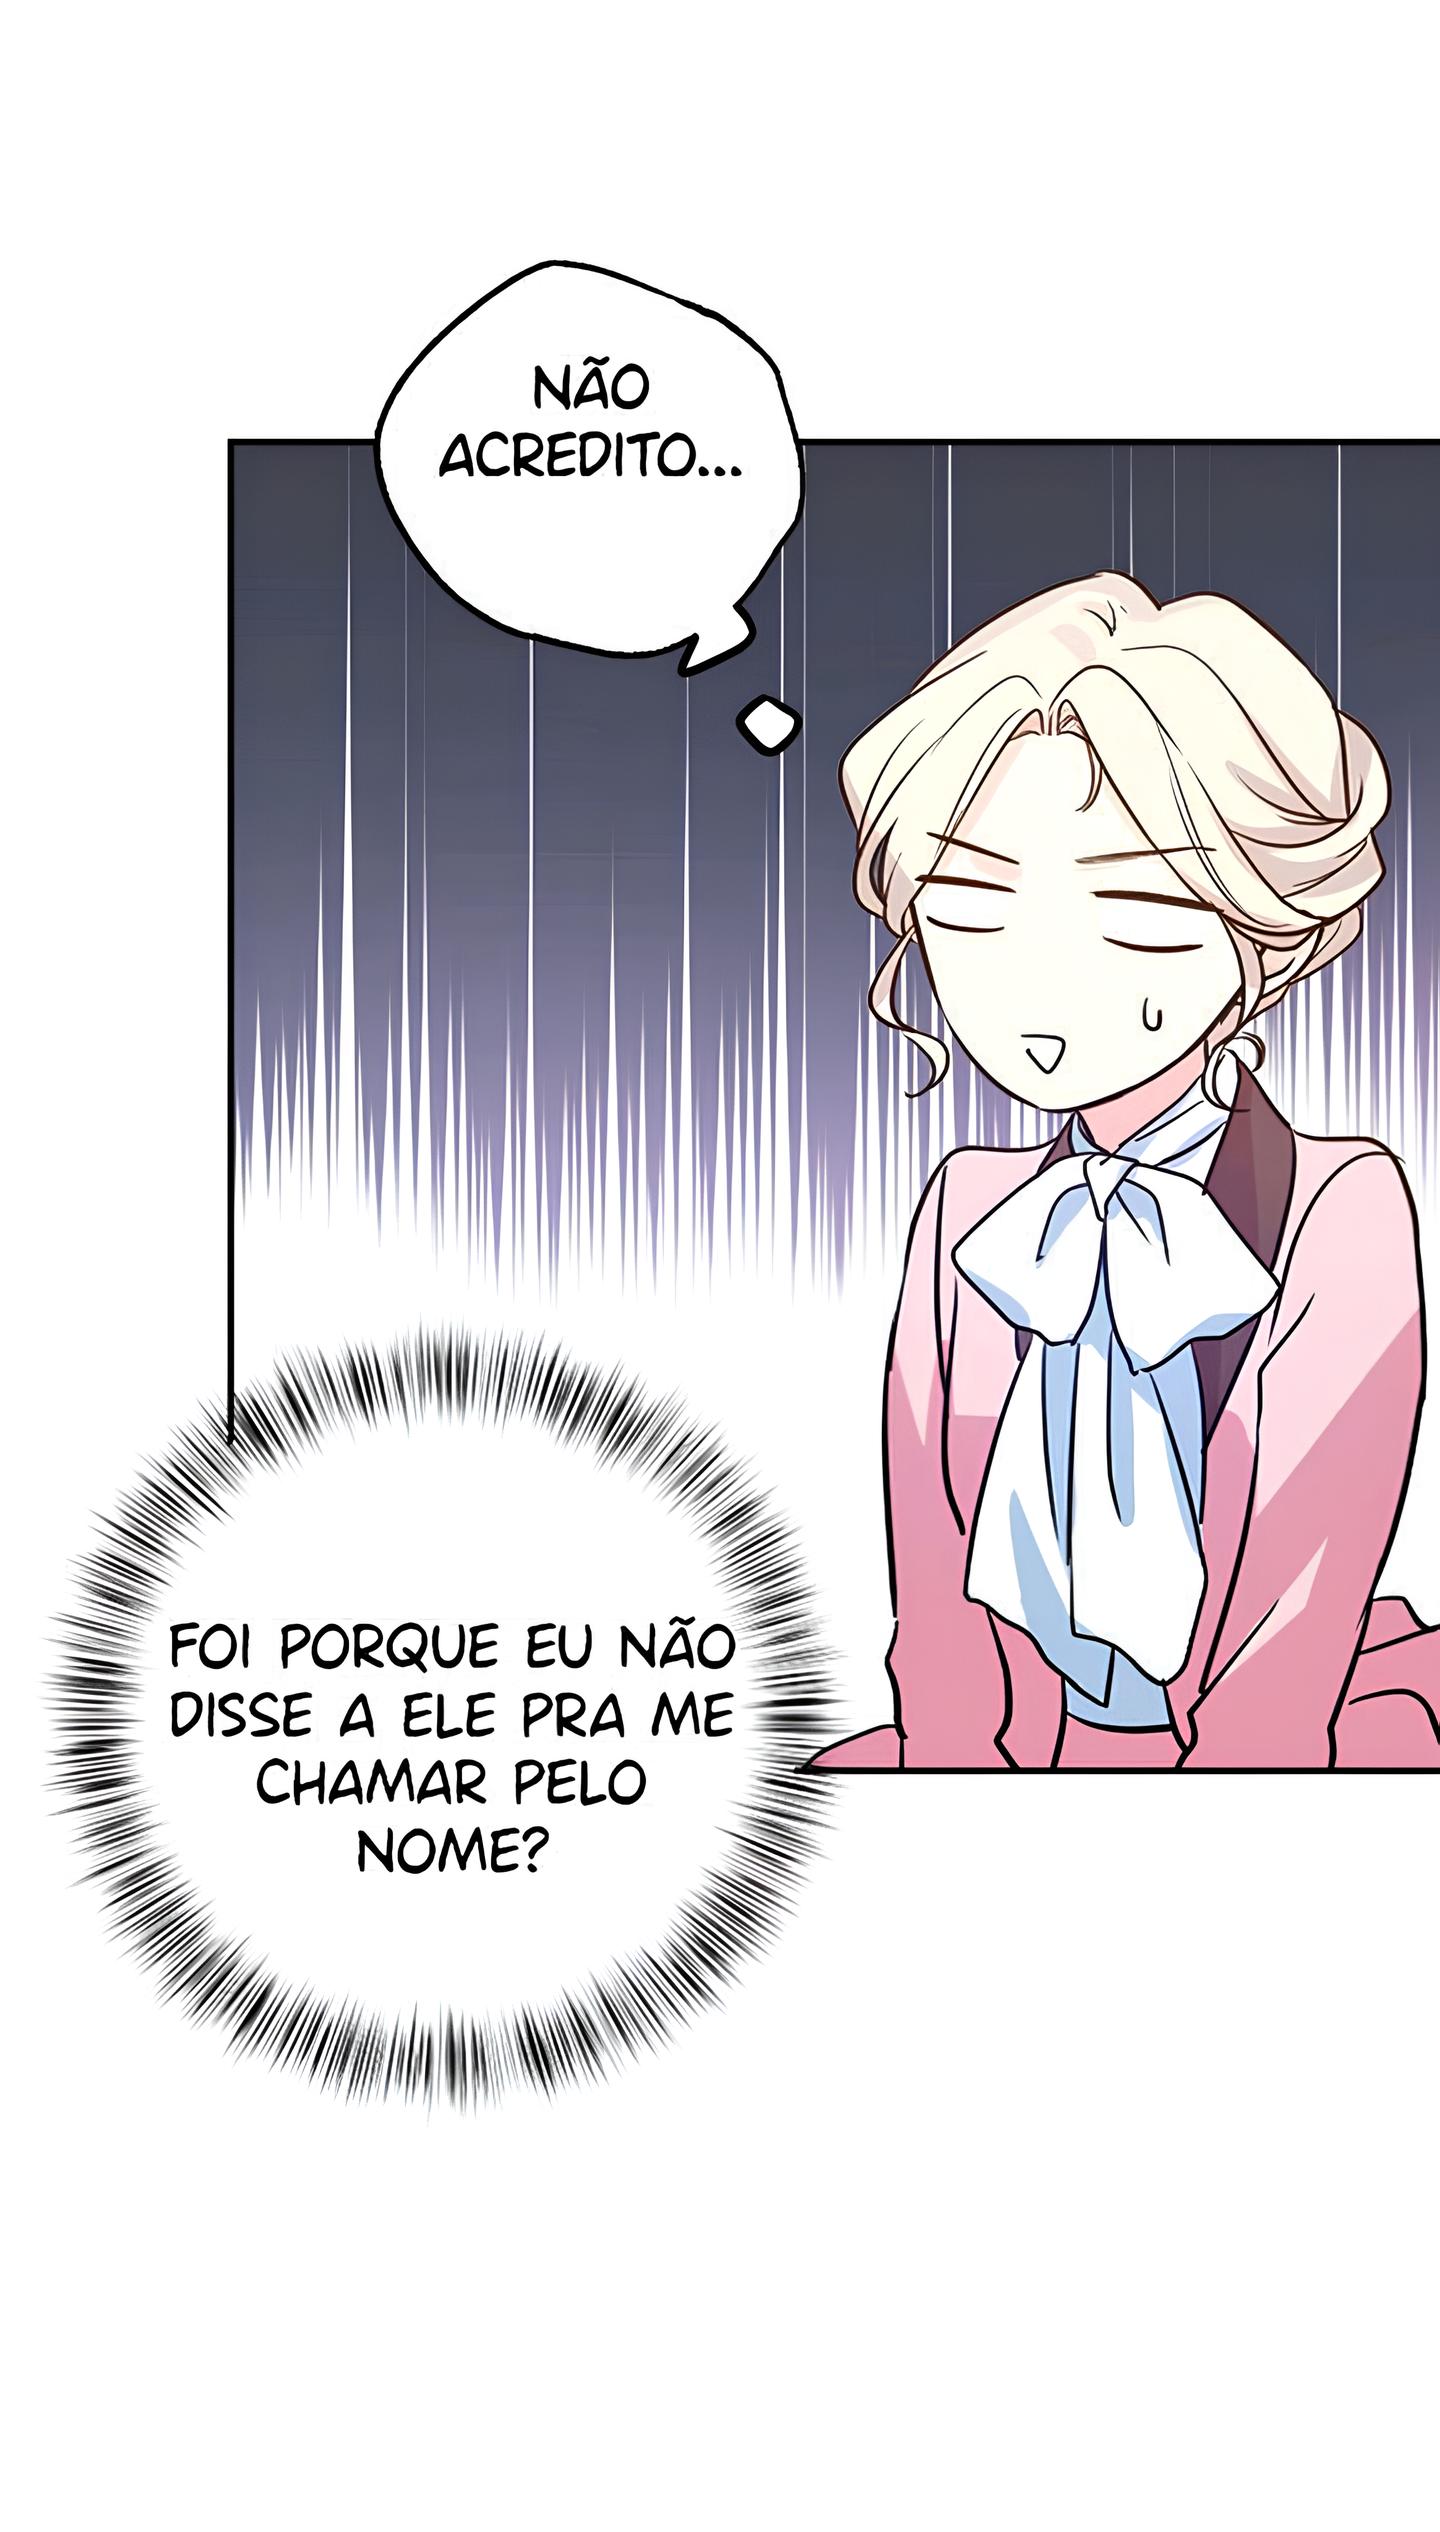 NÃO
ACREDITO...
FOI PORQUE EU NÃO
DISSE A ELE PRA ME
CHAMAR PELO
NOME?